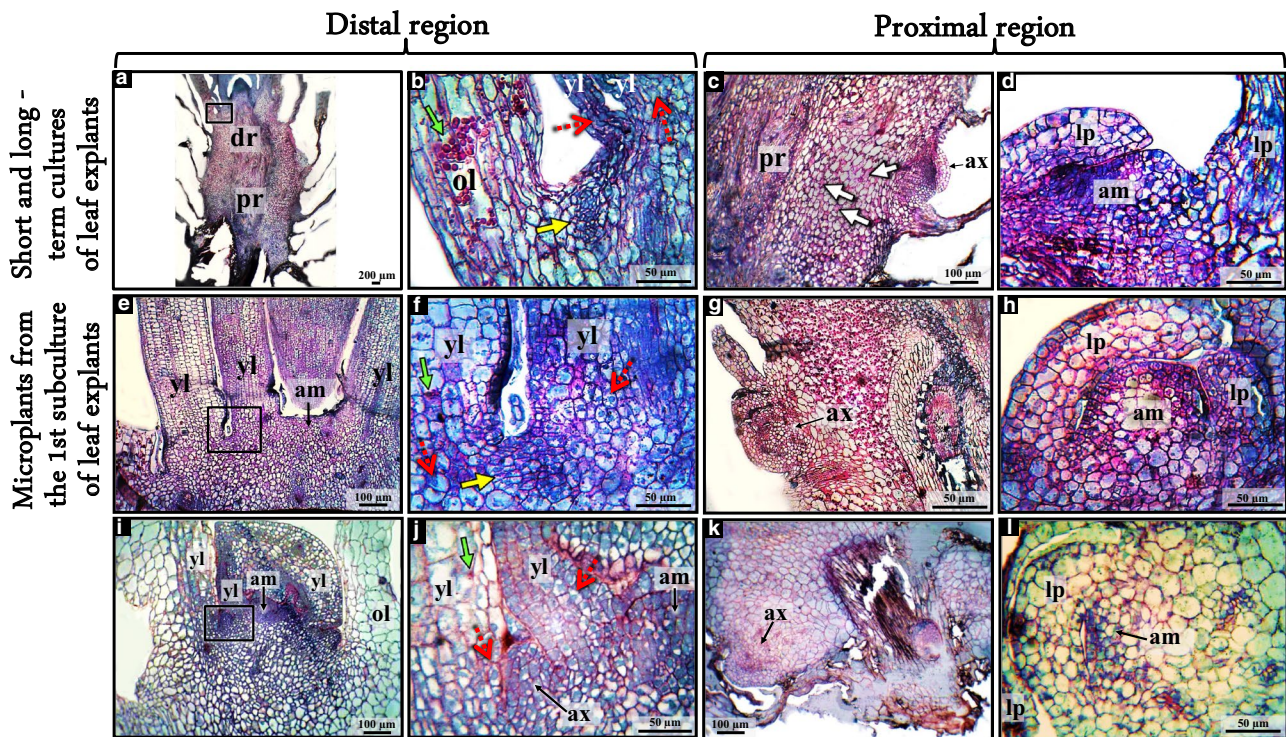 Distal region
Proximal region
Short and long -
term cultures
of leaf explants
a
dr
pr
200 µm
b
yl
yl
ol
50 µm
c
pr
ax
100 µm
d
lp
lp
am
50 µm
Microplants from
the 1st subculture
of leaf explants
e
yl
yl
am
yl
100 µm
f
yl
yl
50 µm
g
ax
50 µm
h
lp
am
lp
50 µm
i
yl
yl
am
yl
ol
100 µm
j
yl
yl
am
ax
50 µm
k
ax
100 µm
l
lp
am
lp
50 µm